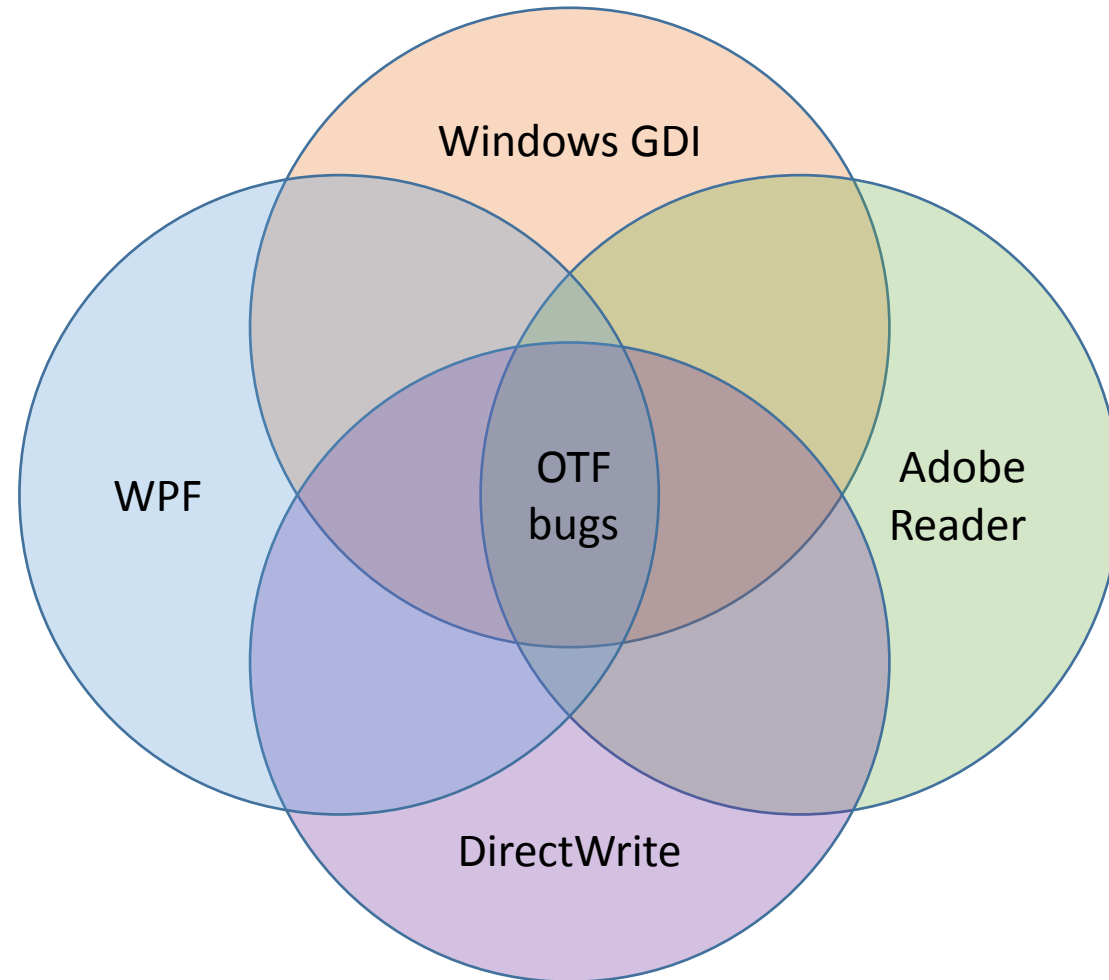 Windows GDI
WPF
OTF
bugs
Adobe
Reader
DirectWrite